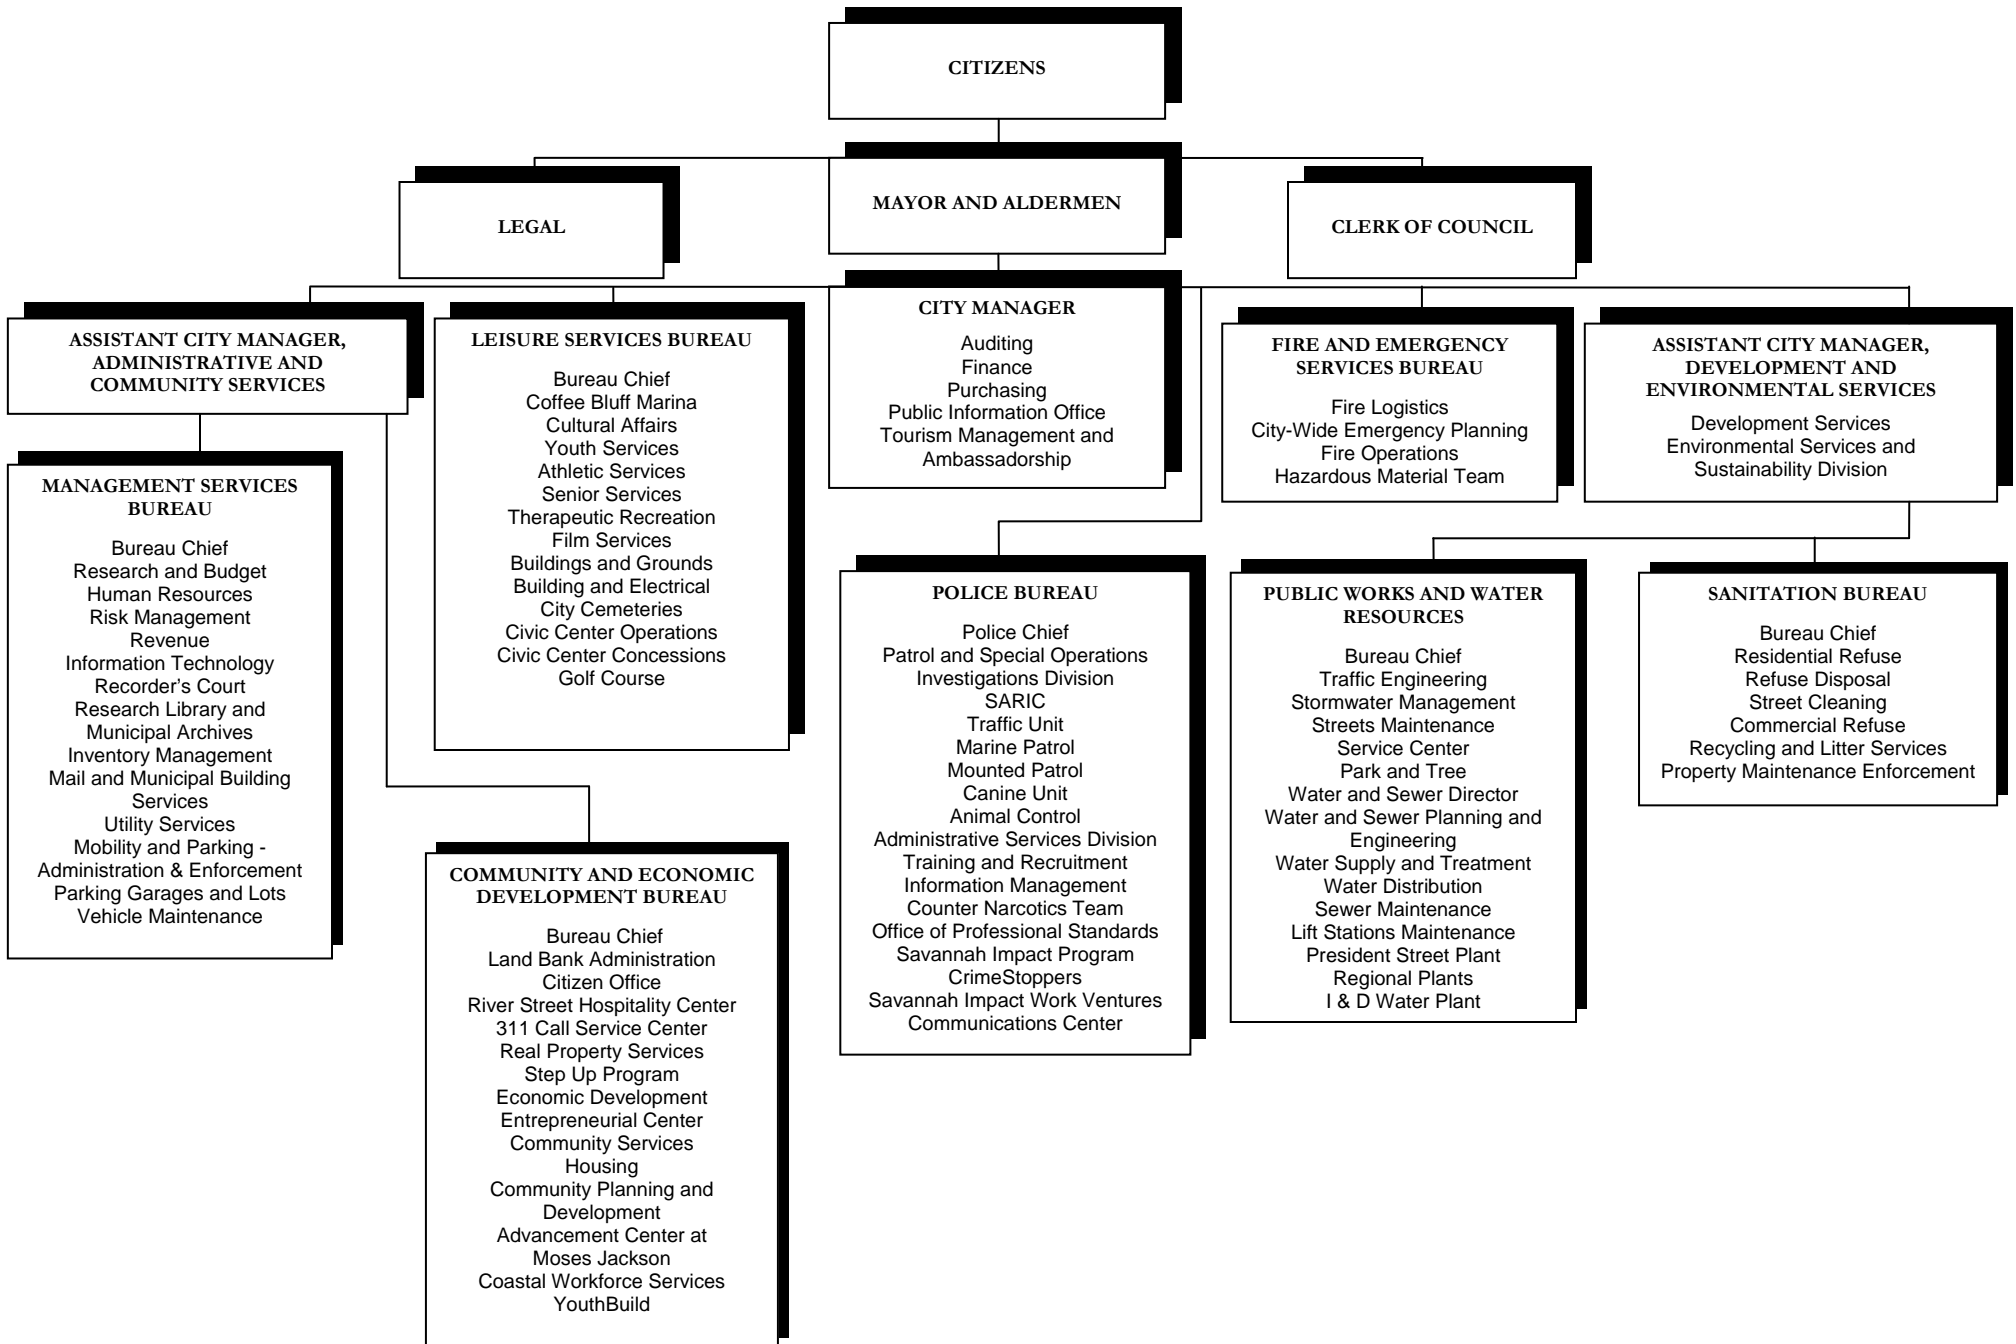 CITIZENS
LEGAL
MAYOR AND ALDERMEN
CLERK OF COUNCIL
ASSISTANT CITY MANAGER,
ADMINISTRATIVE AND
COMMUNITY SERVICES
LEISURE SERVICES BUREAU
Bureau Chief
Coffee Bluff Marina
Cultural Affairs
Youth Services
Athletic Services
Senior Services
Therapeutic Recreation
Film Services
Buildings and Grounds
Building and Electrical
City Cemeteries
Civic Center Operations
Civic Center Concessions
Golf Course
CITY MANAGER
Auditing
Finance
Purchasing
Public Information Office
Tourism Management and
Ambassadorship
FIRE AND EMERGENCY
SERVICES BUREAU
Fire Logistics
City-Wide Emergency Planning
Fire Operations
Hazardous Material Team
ASSISTANT CITY MANAGER,
DEVELOPMENT AND
ENVIRONMENTAL SERVICES
Development Services
Environmental Services and
Sustainability Division
MANAGEMENT SERVICES
BUREAU
Bureau Chief
Research and Budget
Human Resources
Risk Management
Revenue
Information Technology
Recorder's Court
Research Library and
Municipal Archives
Inventory Management
Mail and Municipal Building
Services
Utility Services
Mobility and Parking -
Administration & Enforcement
Parking Garages and Lots
Vehicle Maintenance
COMMUNITY AND ECONOMIC
DEVELOPMENT BUREAU
Bureau Chief
Land Bank Administration
Citizen Office
River Street Hospitality Center
311 Call Service Center
Real Property Services
Step Up Program
Economic Development
Entrepreneurial Center
Community Services
Housing
Community Planning and
Development
Advancement Center at
Moses Jackson
Coastal Workforce Services
YouthBuild
POLICE BUREAU
Police Chief
Patrol and Special Operations
Investigations Division
SARIC
Traffic Unit
Marine Patrol
Mounted Patrol
Canine Unit
Animal Control
Administrative Services Division
Training and Recruitment
Information Management
Counter Narcotics Team
Office of Professional Standards
Savannah Impact Program
CrimeStoppers
Savannah Impact Work Ventures
Communications Center
PUBLIC WORKS AND WATER
RESOURCES
Bureau Chief
Traffic Engineering
Stormwater Management
Streets Maintenance
Service Center
Park and Tree
Water and Sewer Director
Water and Sewer Planning and
Engineering
Water Supply and Treatment
Water Distribution
Sewer Maintenance
Lift Stations Maintenance
President Street Plant
Regional Plants
I & D Water Plant
SANITATION BUREAU
Bureau Chief
Residential Refuse
Refuse Disposal
Street Cleaning
Commercial Refuse
Recycling and Litter Services
Property Maintenance Enforcement